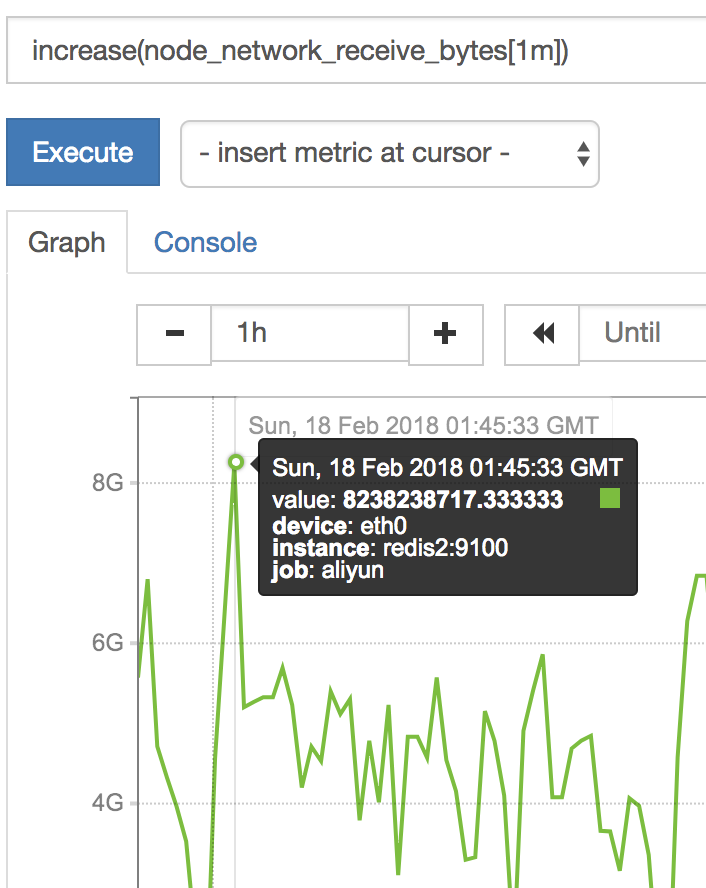 increase(node_network_receive_bytes[1m])
Execute
- insert metric at cursor -
Graph
Console
1h
Until
Sun, 18 Feb 2018 01:45:33 GMT
Sun, 18 Feb 2018 01:45:33 GMT
value: 8238238717.333333
device: eth0
instance: redis2:9100
job: aliyun
8G
6G
4G